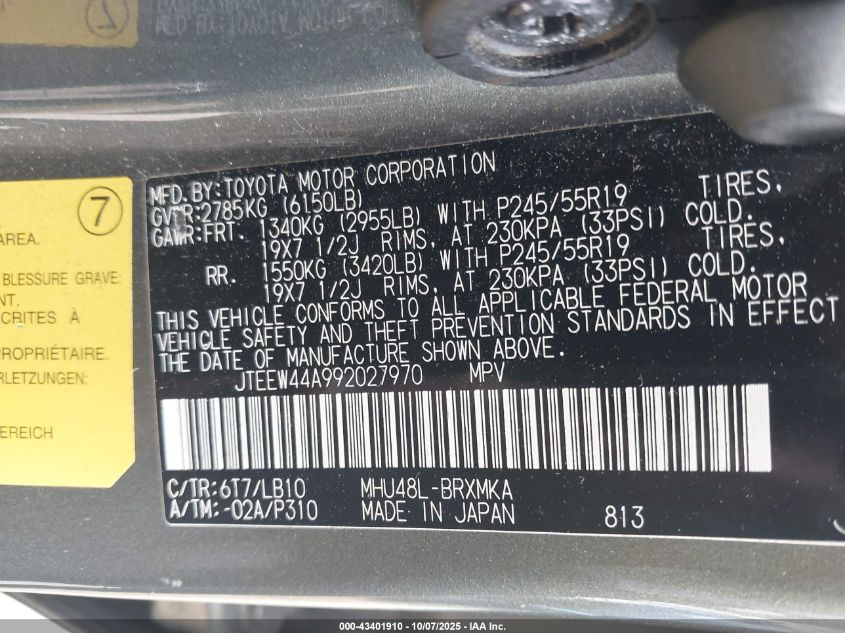 7
AREA.
BLESSURE GRAVE
NT.
CRITES À
PROPRIÉTAIRE.
ERLETZUNG
BEREICH
MFD. BY: TOYOTA MOTOR CORPORATION
GVWR: 2785KG (6150LB)
GAWR: FRT. 1340KG (2955LB) WITH P245/55R19 TIRES,
19X7 1/2J RIMS, AT 230KPA (33PSI) COLD.
RR. 1550KG (3420LB) WITH P245/55R19 TIRES,
19X7 1/2J RIMS, AT 230KPA (33PSI) COLD.
THIS VEHICLE CONFORMS TO ALL APPLICABLE FEDERAL MOTOR
VEHICLE SAFETY AND THEFT PREVENTION STANDARDS IN EFFECT
THE DATE OF MANUFACTURE SHOWN ABOVE.
JTEEW44A992027970 MPV
C/TR: 6T7/LB10 MHU48L-BRXMKA
A/TM: -02A/P310 MADE IN JAPAN 813
000-43401910 - 10/07/2025 - IAA Inc.